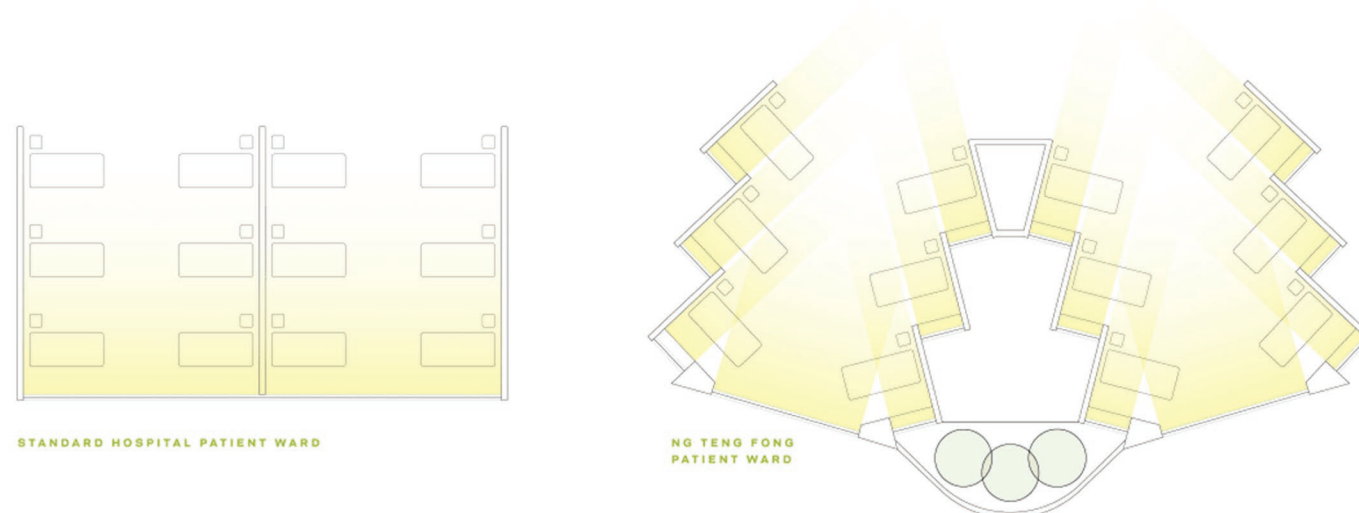 STANDARD HOSPITAL PATIENT WARD
NG TENG FONG
PATIENT WARD